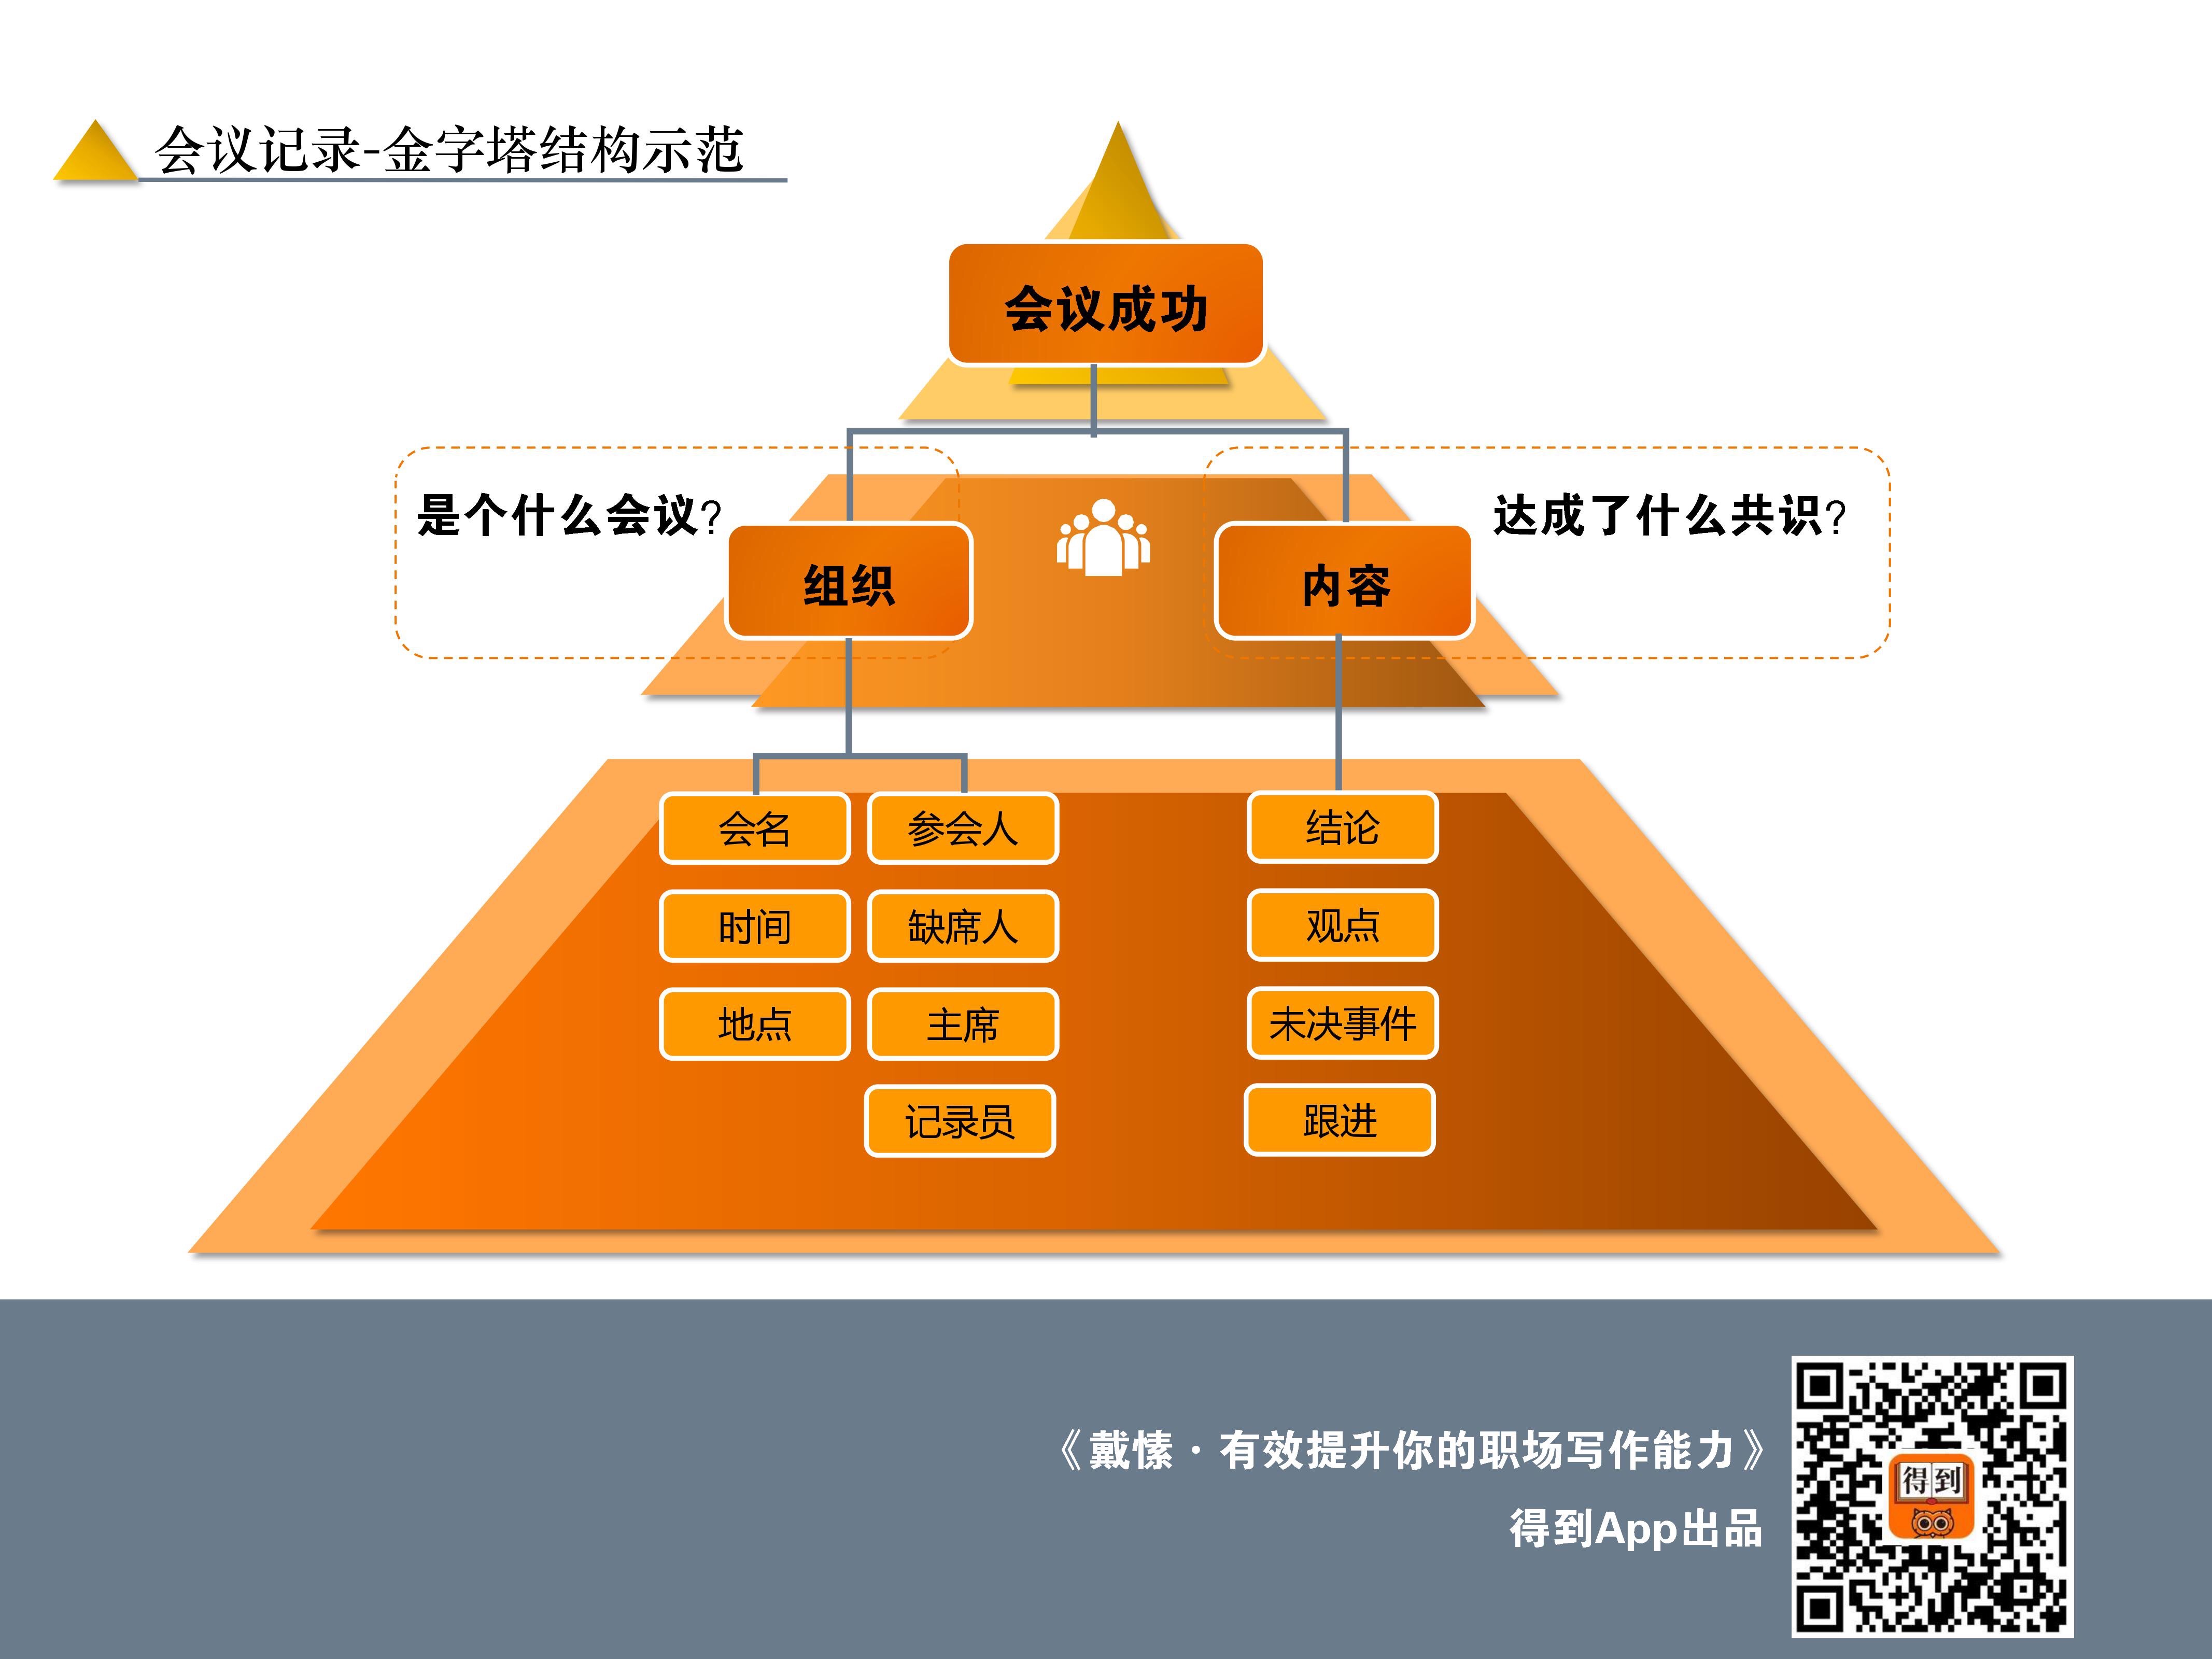 会议记录-金字塔结构示范
会议成功
是个什么会议?
达成了什么共识?
组织
内容
会名
参会人
结论
时间
缺席人
观点
地点
主席
未决事件
记录员
跟进
《戴愫·有效提升你的职场写作能力》
得到App出品
得到